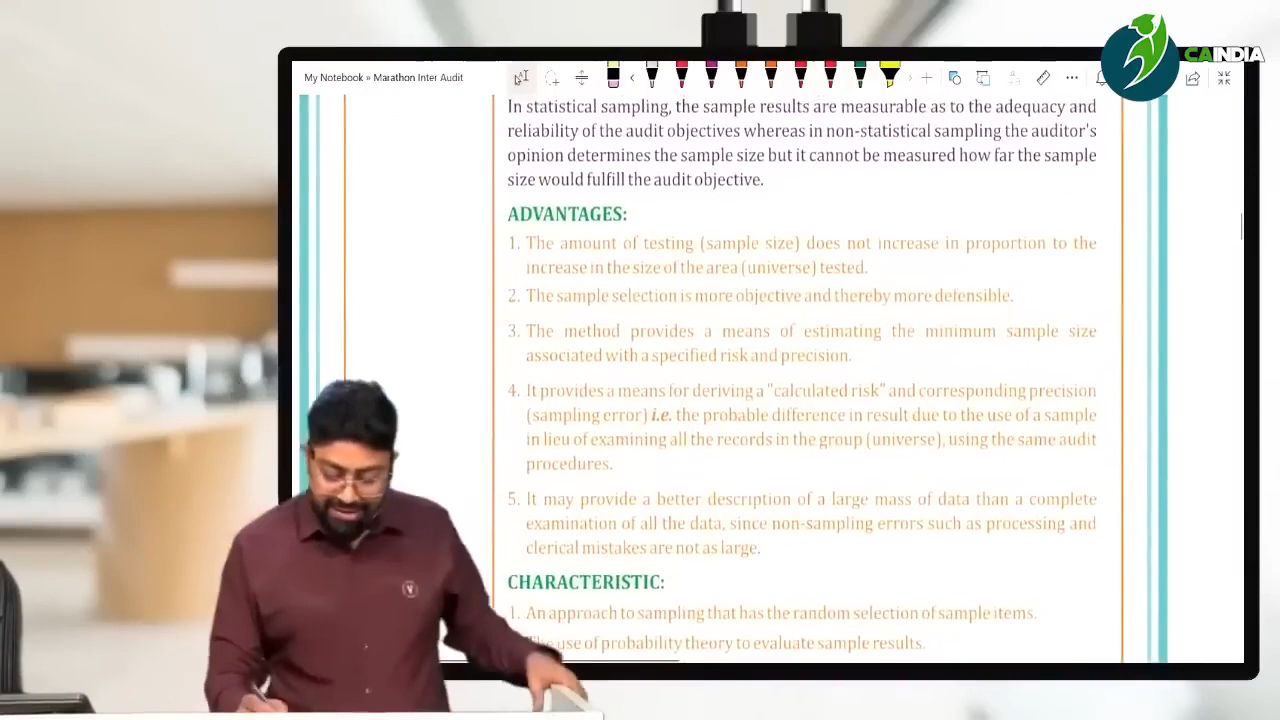 CAINDIA
My Notebook » Marathon Inter Audit
In statistical sampling, the sample results are measurable as to the adequacy and
reliability of the audit objectives whereas in non-statistical sampling the auditor's
opinion determines the sample size but it cannot be measured how far the sample
size would fulfill the audit objective.
ADVANTAGES:
1. The amount of testing (sample size) does not increase in proportion to the
increase in the size of the area (universe) tested.
2. The sample selection is more objective and thereby more defensible.
3. The method provides a means of estimating the minimum sample size
associated with a specified risk and precision.
4. It provides a means for deriving a "calculated risk" and corresponding precision
(sampling error) i.e. the probable difference in result due to the use of a sample
in lieu of examining all the records in the group (universe), using the same audit
procedures.
5. It may provide a better description of a large mass of data than a complete
examination of all the data, since non-sampling errors such as processing and
clerical mistakes are not as large.
CHARACTERISTIC:
1. An approach to sampling that has the random selection of sample items.
The use of probability theory to evaluate sample results.
V